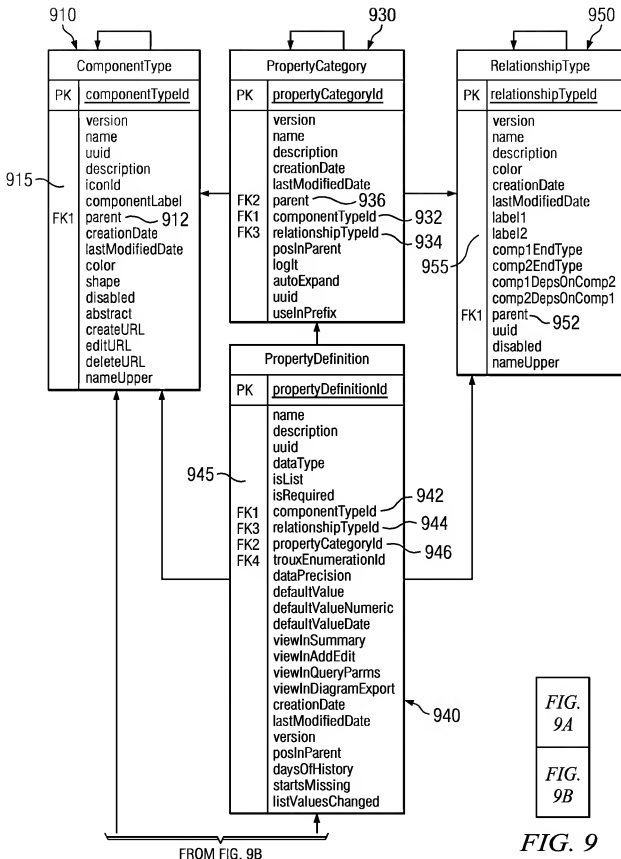 910
ComponentType
PK componentTypeId
version
name
uuid
description
915
iconId
componentLabel
FK1 parent 912
creationDate
lastModifiedDate
color
shape
disabled
abstract
createURL
editURL
deleteURL
nameUpper
930
PropertyCategory
PK propertyCategoryId
version
name
description
creationDate
lastModifiedDate
FK2 parent 936
FK1 componentTypeId 932
FK3 relationshipTypeId 934
posInParent
logIt
autoExpand
uuid
useInPrefix
950
RelationshipType
PK relationshipTypeId
version
name
description
color
creationDate
lastModifiedDate
label1
label2
955
comp1EndType
comp2EndType
comp1DepsOnComp2
comp2DepsOnComp1
FK1 parent 952
uuid
disabled
nameUpper
PropertyDefinition
PK propertyDefinitionId
name
description
uuid
dataType
945
isList
isRequired
FK1 componentTypeId 942
FK3 relationshipTypeId 944
FK2 propertyCategoryId 946
FK4 trouxEnumerationId
dataPrecision
defaultValue
defaultValueNumeric
defaultValueDate
viewInSummary
viewInAddEdit
viewInQueryParms
viewInDiagramExport
creationDate
940
lastModifiedDate
version
posInParent
daysOfHistory
startsMissing
listValuesChanged
FROM FIG. 9B
FIG.
9A
FIG.
9B
FIG. 9